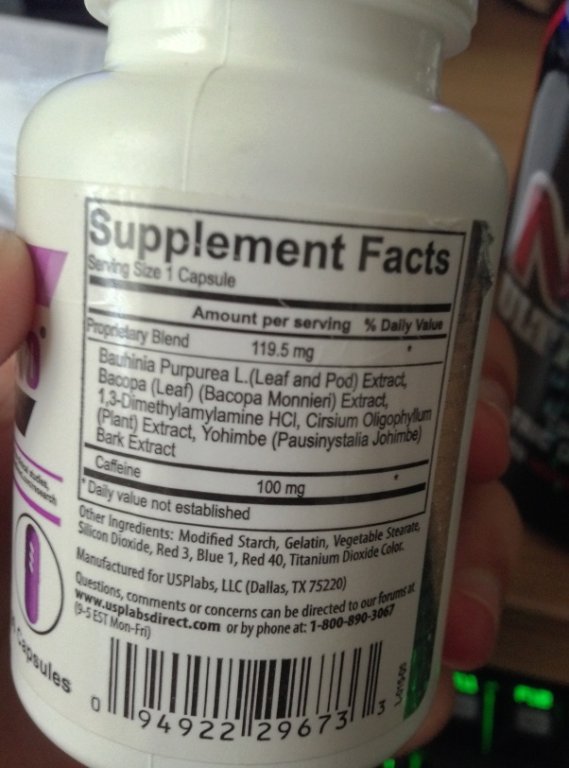 Supplement Facts
Serving Size 1 Capsule
Amount per serving % Daily Value
Proprietary Blend 119.5 mg *
Bauhinia Purpurea L.(Leaf and Pod) Extract,
Bacopa (Leaf) (Bacopa Monnieri) Extract,
1,3-Dimethylamylamine HCl, Cirsium Oligophyllum
(Plant) Extract, Yohimbe (Pausinystalia Johimbe)
Bark Extract
Caffeine 100 mg *
*Daily value not established
Other Ingredients: Modified Starch, Gelatin, Vegetable Stearate,
Silicon Dioxide, Red 3, Blue 1, Red 40, Titanium Dioxide Color.
Manufactured for USPlabs, LLC (Dallas, TX 75220)
Questions, comments or concerns can be directed to our forums at
www.usplabsdirect.com or by phone at: 1-800-890-3067
(9-5 EST Mon-Fri)
Capsules
0 94922 29673 3